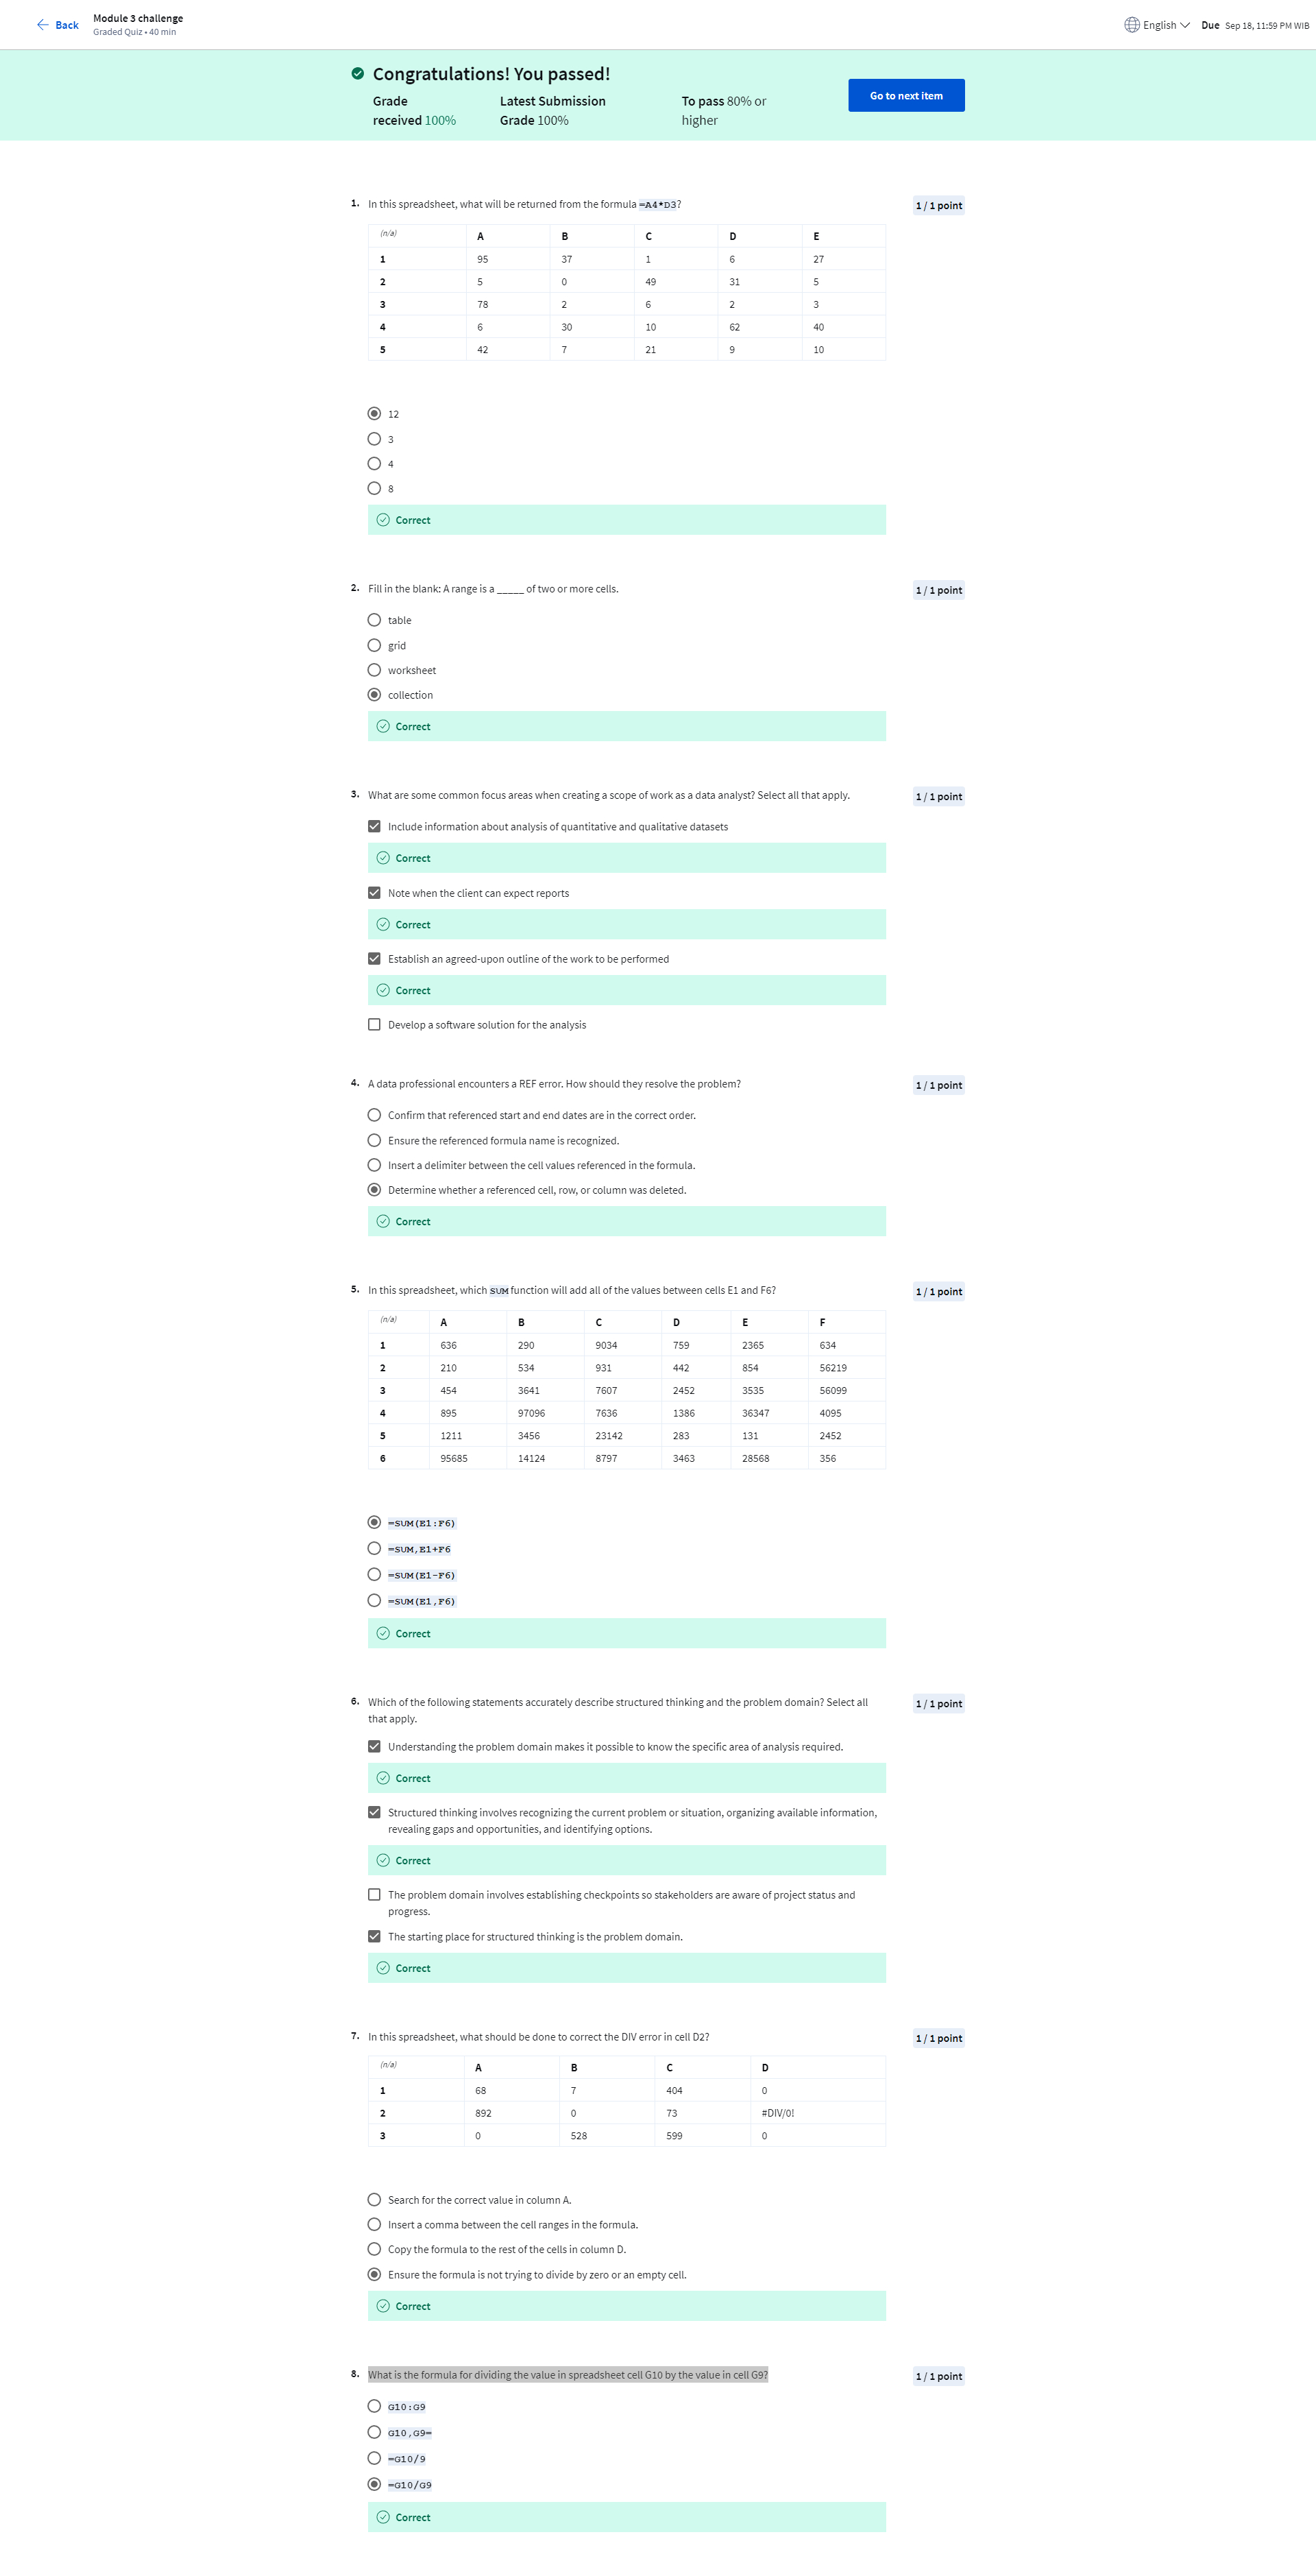 Back
Module 3 challenge
Graded Quiz • 40 min
English
Due Sep 18, 11:59 PM WIB
Congratulations! You passed!
Grade
received 100%
Latest Submission
Grade 100%
To pass 80% or
higher
Go to next item
1. In this spreadsheet, what will be returned from the formula =A4*D3?
1 / 1 point
(n/a) A B C D E
1 95 37 1 6 27
2 5 0 49 31 5
3 78 2 6 2 3
4 6 30 10 62 40
5 42 7 21 9 10
12
3
4
8
Correct
2. Fill in the blank: A range is a _____ of two or more cells.
1 / 1 point
table
grid
worksheet
collection
Correct
3. What are some common focus areas when creating a scope of work as a data analyst? Select all that apply.
1 / 1 point
Include information about analysis of quantitative and qualitative datasets
Correct
Note when the client can expect reports
Correct
Establish an agreed-upon outline of the work to be performed
Correct
Develop a software solution for the analysis
4. A data professional encounters a REF error. How should they resolve the problem?
1 / 1 point
Confirm that referenced start and end dates are in the correct order.
Ensure the referenced formula name is recognized.
Insert a delimiter between the cell values referenced in the formula.
Determine whether a referenced cell, row, or column was deleted.
Correct
5. In this spreadsheet, which SUM function will add all of the values between cells E1 and F6?
1 / 1 point
(n/a) A B C D E F
1 636 290 9034 759 2365 634
2 210 534 931 442 854 56219
3 454 3641 7607 2452 3535 56099
4 895 97096 7636 1386 36347 4095
5 1211 3456 23142 283 131 2452
6 95685 14124 8797 3463 28568 356
=SUM(E1:F6)
=SUM,E1+F6
=SUM(E1-F6)
=SUM(E1,F6)
Correct
6. Which of the following statements accurately describe structured thinking and the problem domain? Select all
that apply.
1 / 1 point
Understanding the problem domain makes it possible to know the specific area of analysis required.
Correct
Structured thinking involves recognizing the current problem or situation, organizing available information,
revealing gaps and opportunities, and identifying options.
Correct
The problem domain involves establishing checkpoints so stakeholders are aware of project status and
progress.
The starting place for structured thinking is the problem domain.
Correct
7. In this spreadsheet, what should be done to correct the DIV error in cell D2?
1 / 1 point
(n/a) A B C D
1 68 7 404 0
2 892 0 73 #DIV/0!
3 0 528 599 0
Search for the correct value in column A.
Insert a comma between the cell ranges in the formula.
Copy the formula to the rest of the cells in column D.
Ensure the formula is not trying to divide by zero or an empty cell.
Correct
8. What is the formula for dividing the value in spreadsheet cell G10 by the value in cell G9?
1 / 1 point
G10:G9
G10,G9=
=G10/9
=G10/G9
Correct